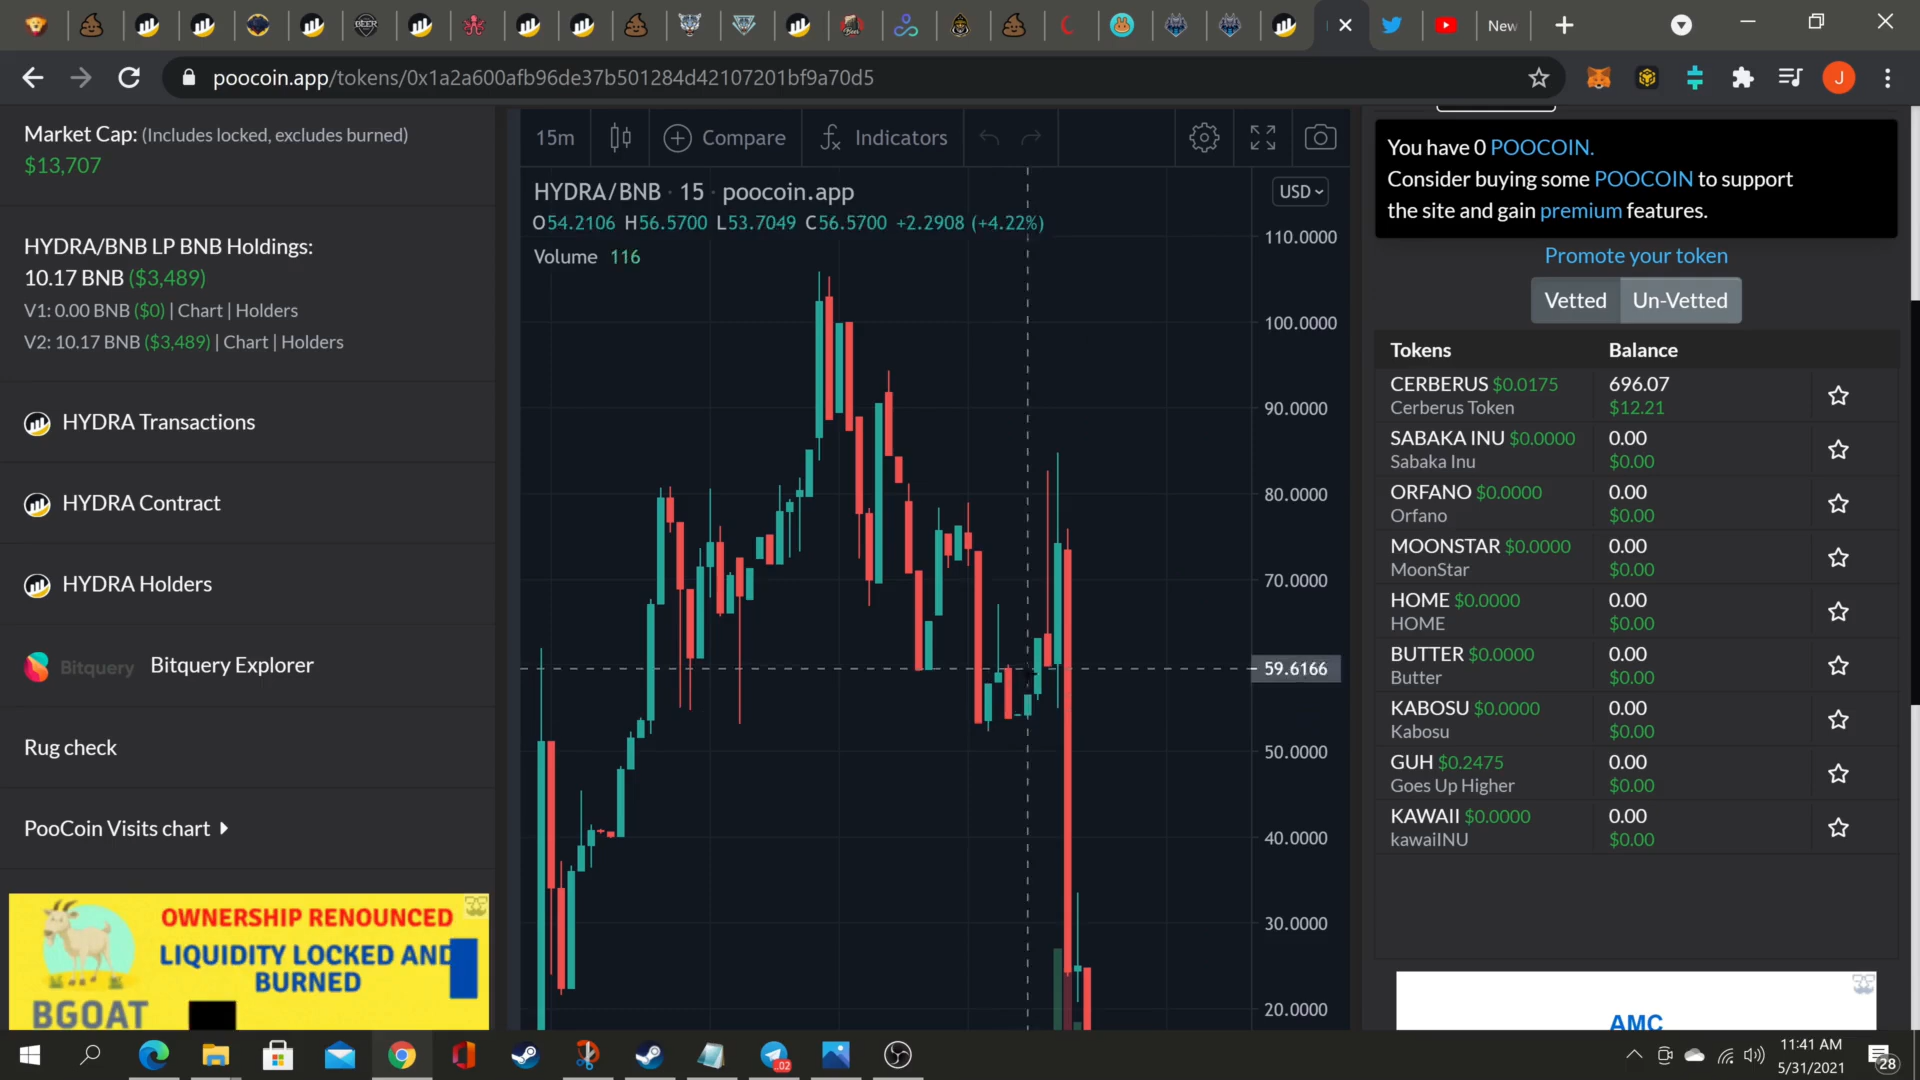 New
poocoin.app/tokens/0x1a2a600afb96de37b501284d42107201bf9a70d5
J
Market Cap: (Includes locked, excludes burned)
$13,707
HYDRA/BNB LP BNB Holdings:
10.17 BNB ($3,489)
V1: 0.00 BNB ($0) | Chart | Holders
V2: 10.17 BNB ($3,489) | Chart | Holders
HYDRA Transactions
HYDRA Contract
HYDRA Holders
Bitquery Bitquery Explorer
Rug check
PooCoin Visits chart
OWNERSHIP RENOUNCED
LIQUIDITY LOCKED AND
BURNED
BGOAT
15m
Compare
Indicators
HYDRA/BNB · 15 · poocoin.app
USD
O54.2106 H56.5700 L53.7049 C56.5700 +2.2908 (+4.22%)
Volume 116
110.0000
100.0000
90.0000
80.0000
70.0000
59.6166
50.0000
40.0000
30.0000
20.0000
You have 0 POOCOIN.
Consider buying some POOCOIN to support
the site and gain premium features.
Promote your token
Vetted
Un-Vetted
Tokens Balance
CERBERUS $0.0175 696.07
Cerberus Token $12.21
SABAKA INU $0.0000 0.00
Sabaka Inu $0.00
ORFANO $0.0000 0.00
Orfano $0.00
MOONSTAR $0.0000 0.00
MoonStar $0.00
HOME $0.0000 0.00
HOME $0.00
BUTTER $0.0000 0.00
Butter $0.00
KABOSU $0.0000 0.00
Kabosu $0.00
GUH $0.2475 0.00
Goes Up Higher $0.00
KAWAII $0.0000 0.00
kawaiINU $0.00
AMC
11:41 AM
5/31/2021
28